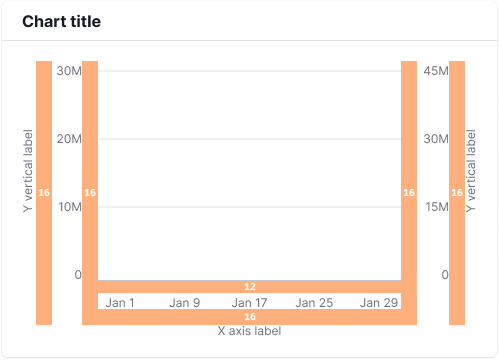 Chart title
30M
45M
20M
30M
Y vertical label
16
16
16
16
Y vertical label
10M
15M
0
0
12
Jan 1
Jan 9
Jan 17
Jan 25
Jan 29
16
X axis label